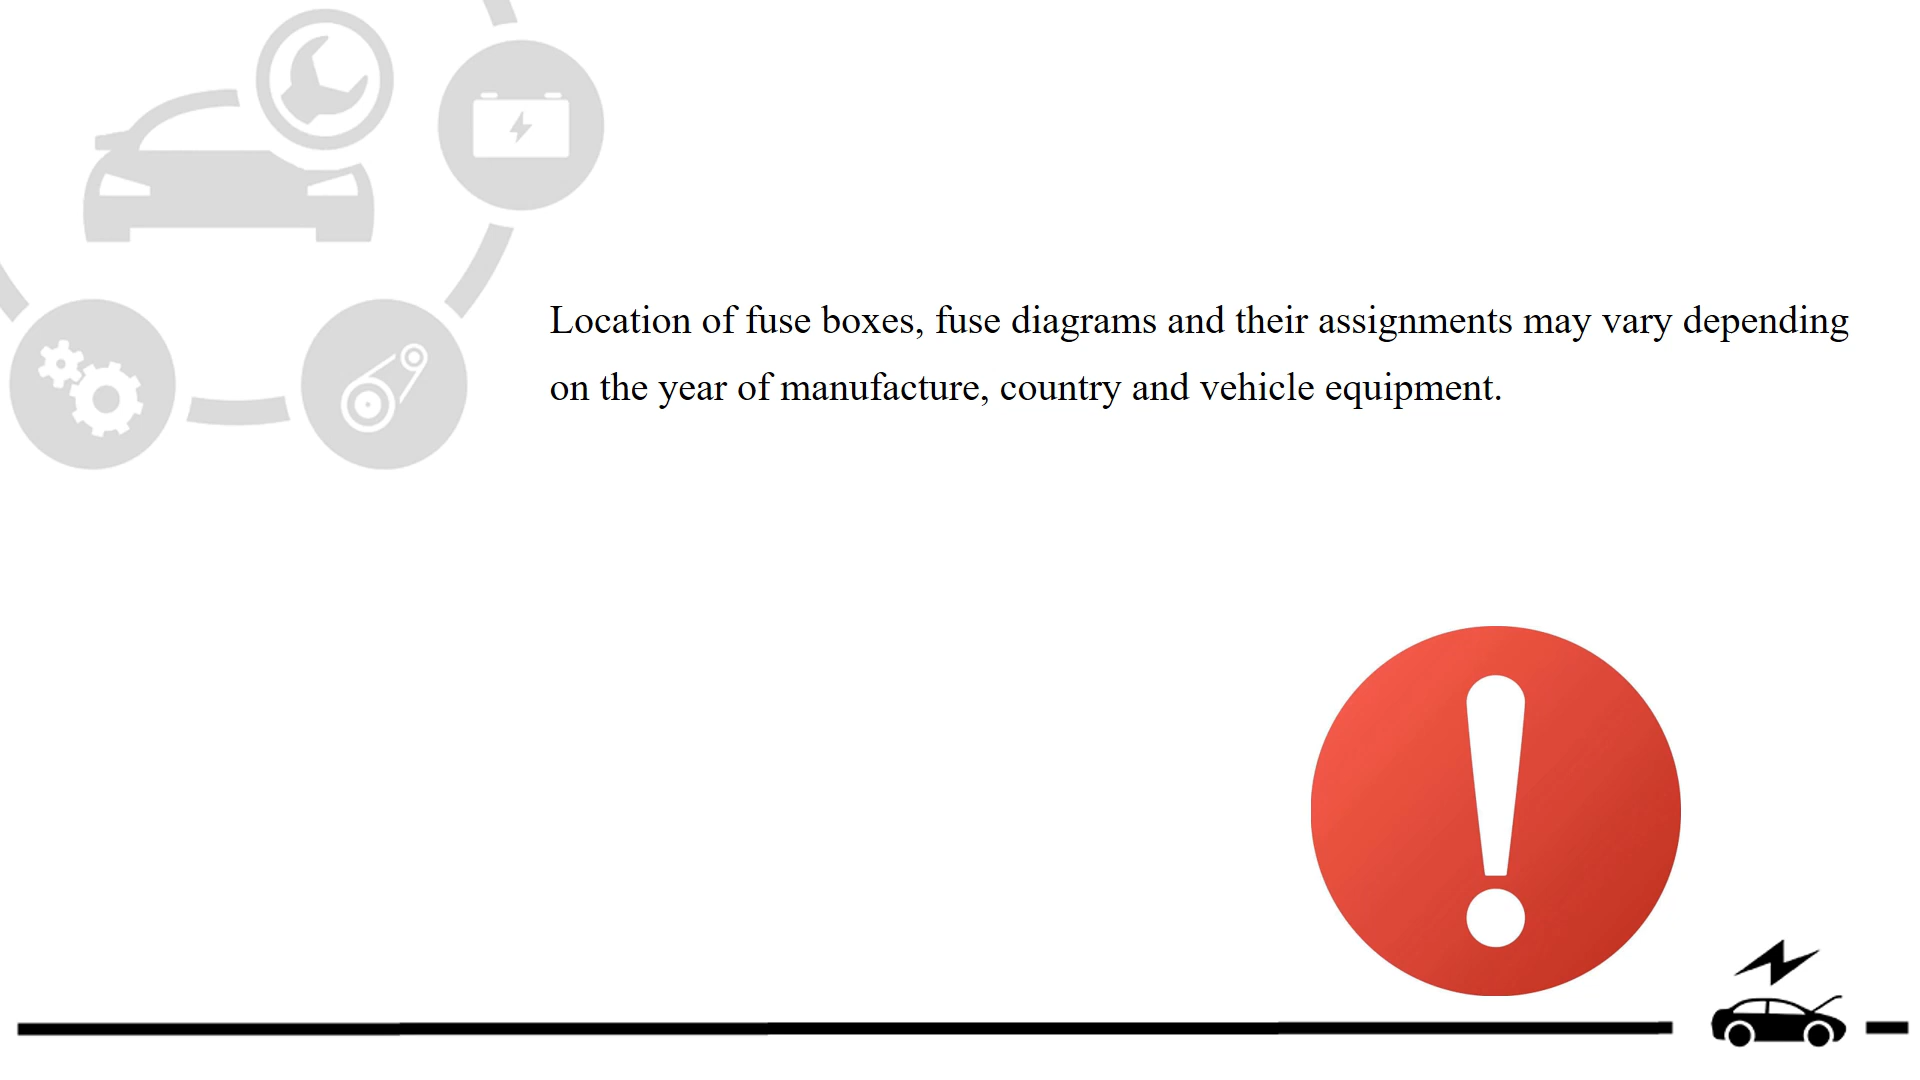 Location of fuse boxes, fuse diagrams and their assignments may vary depending
on the year of manufacture, country and vehicle equipment.